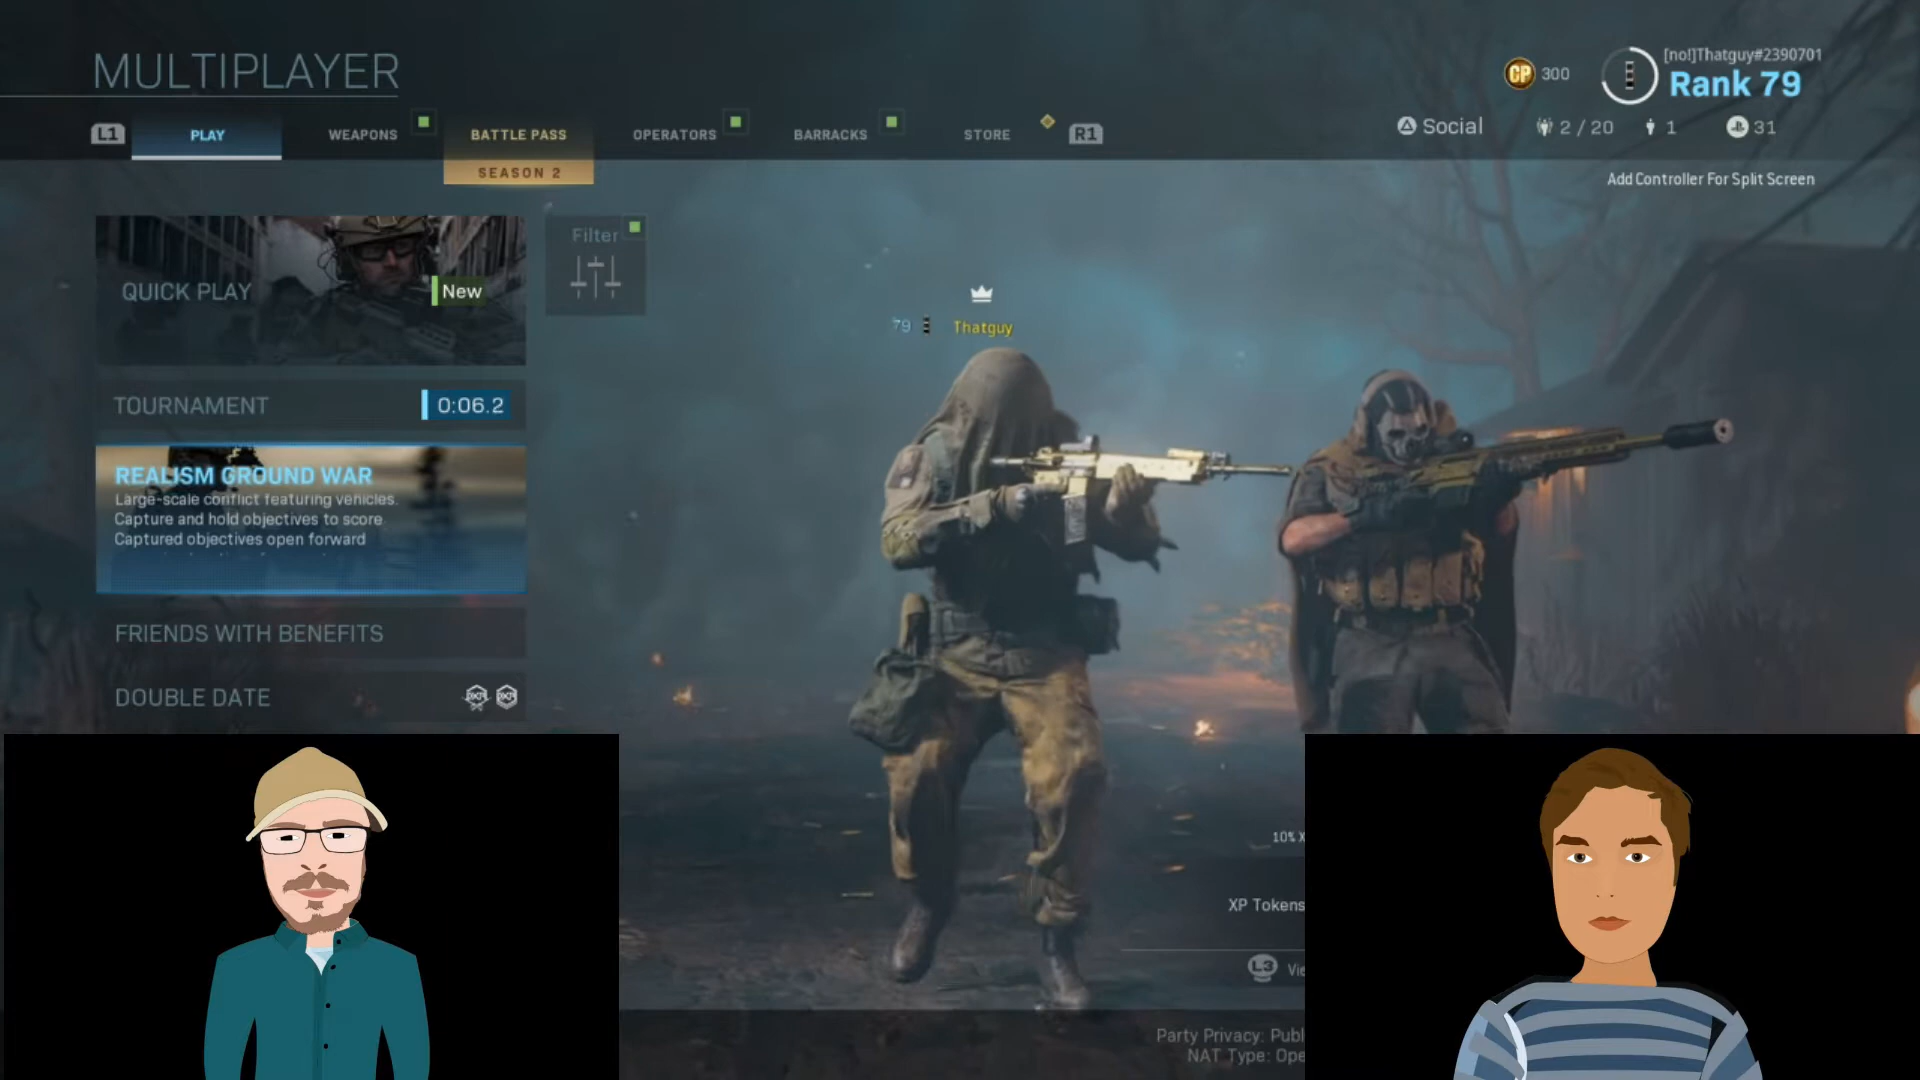 MULTIPLAYER
CP 300
[no!]Thatguy#2390701
Rank 79
L1 PLAY WEAPONS BATTLE PASS OPERATORS BARRACKS STORE R1
Social 2 / 20 1 31
SEASON 2
Add Controller For Split Screen
QUICK PLAY
New
Filter
79 Thatguy
TOURNAMENT 0:06.2
REALISM GROUND WAR
Large-scale conflict featuring vehicles.
Capture and hold objectives to score
Captured objectives open forward
FRIENDS WITH BENEFITS
DOUBLE DATE
10% X
XP Tokens
L3 Vie
Party Privacy: Publ
NAT Type: Ope